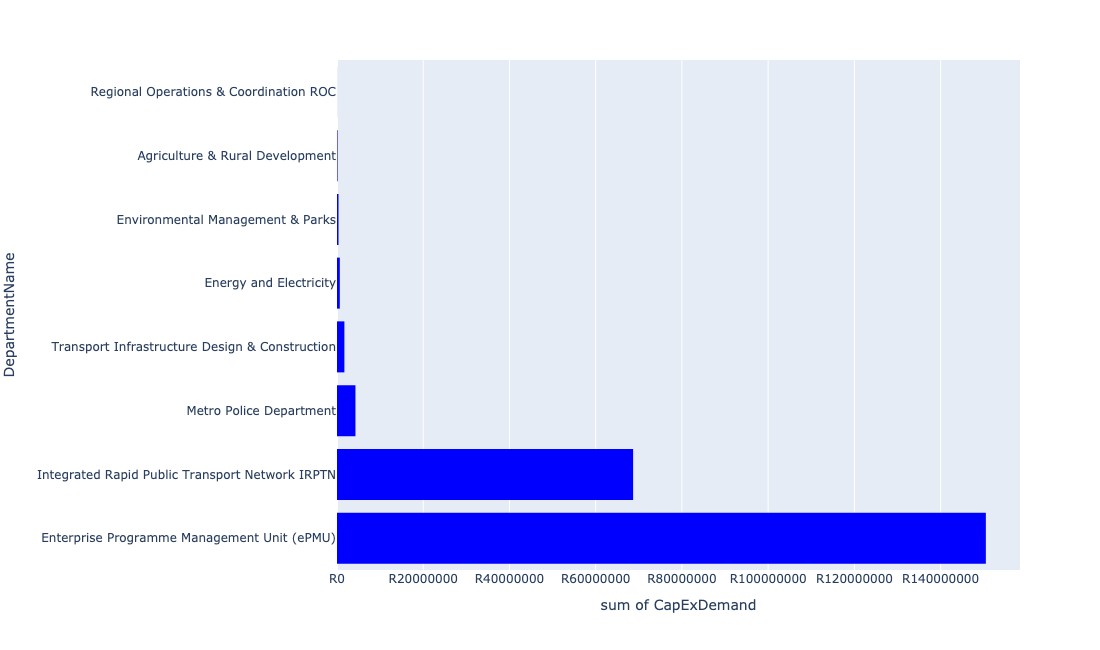 DepartmentName
Regional Operations & Coordination ROC
Agriculture & Rural Development
Environmental Management & Parks
Energy and Electricity
Transport Infrastructure Design & Construction
Metro Police Department
Integrated Rapid Public Transport Network IRPTN
Enterprise Programme Management Unit (ePMU)
R0 R20000000 R40000000 R60000000 R80000000 R100000000 R120000000 R140000000
sum of CapExDemand